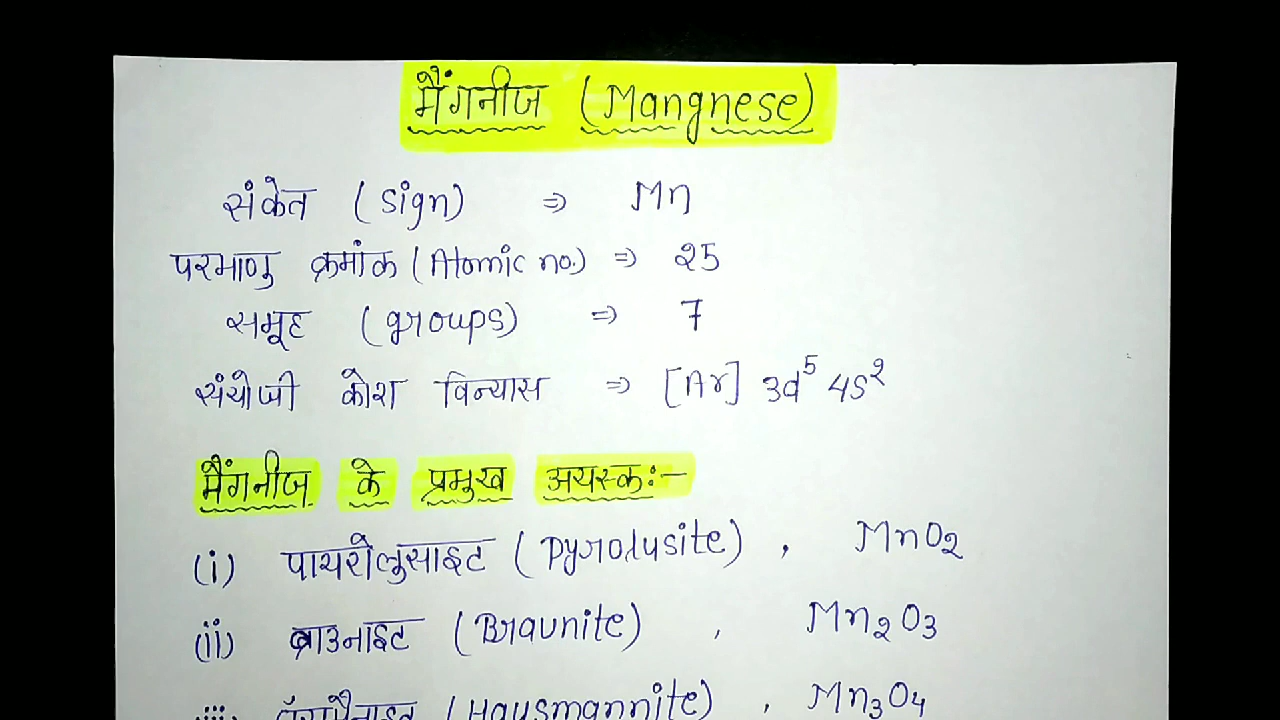 मैंगनीज (Mangnese)
संकेत (Sign) ⇒ Mn
परमाणु क्रमांक (Atomic no.) ⇒ 25
समूह (groups) ⇒ 7
संयोजी कोश विन्यास ⇒ [Ar] 3d⁵ 4s²
मैंगनीज के प्रमुख अयस्क:-
(i) पायरोलुसाइट (Pyrolusite) , MnO₂
(ii) ब्राउनाइट (Braunite) , Mn₂O₃
(Hausmannite) , Mn₃O₄